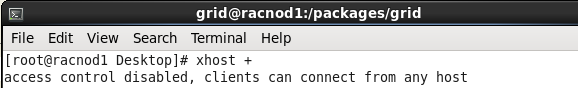 grid@racnod1:/packages/grid
File Edit View Search Terminal Help
[root@racnod1 Desktop]# xhost +
access control disabled, clients can connect from any host